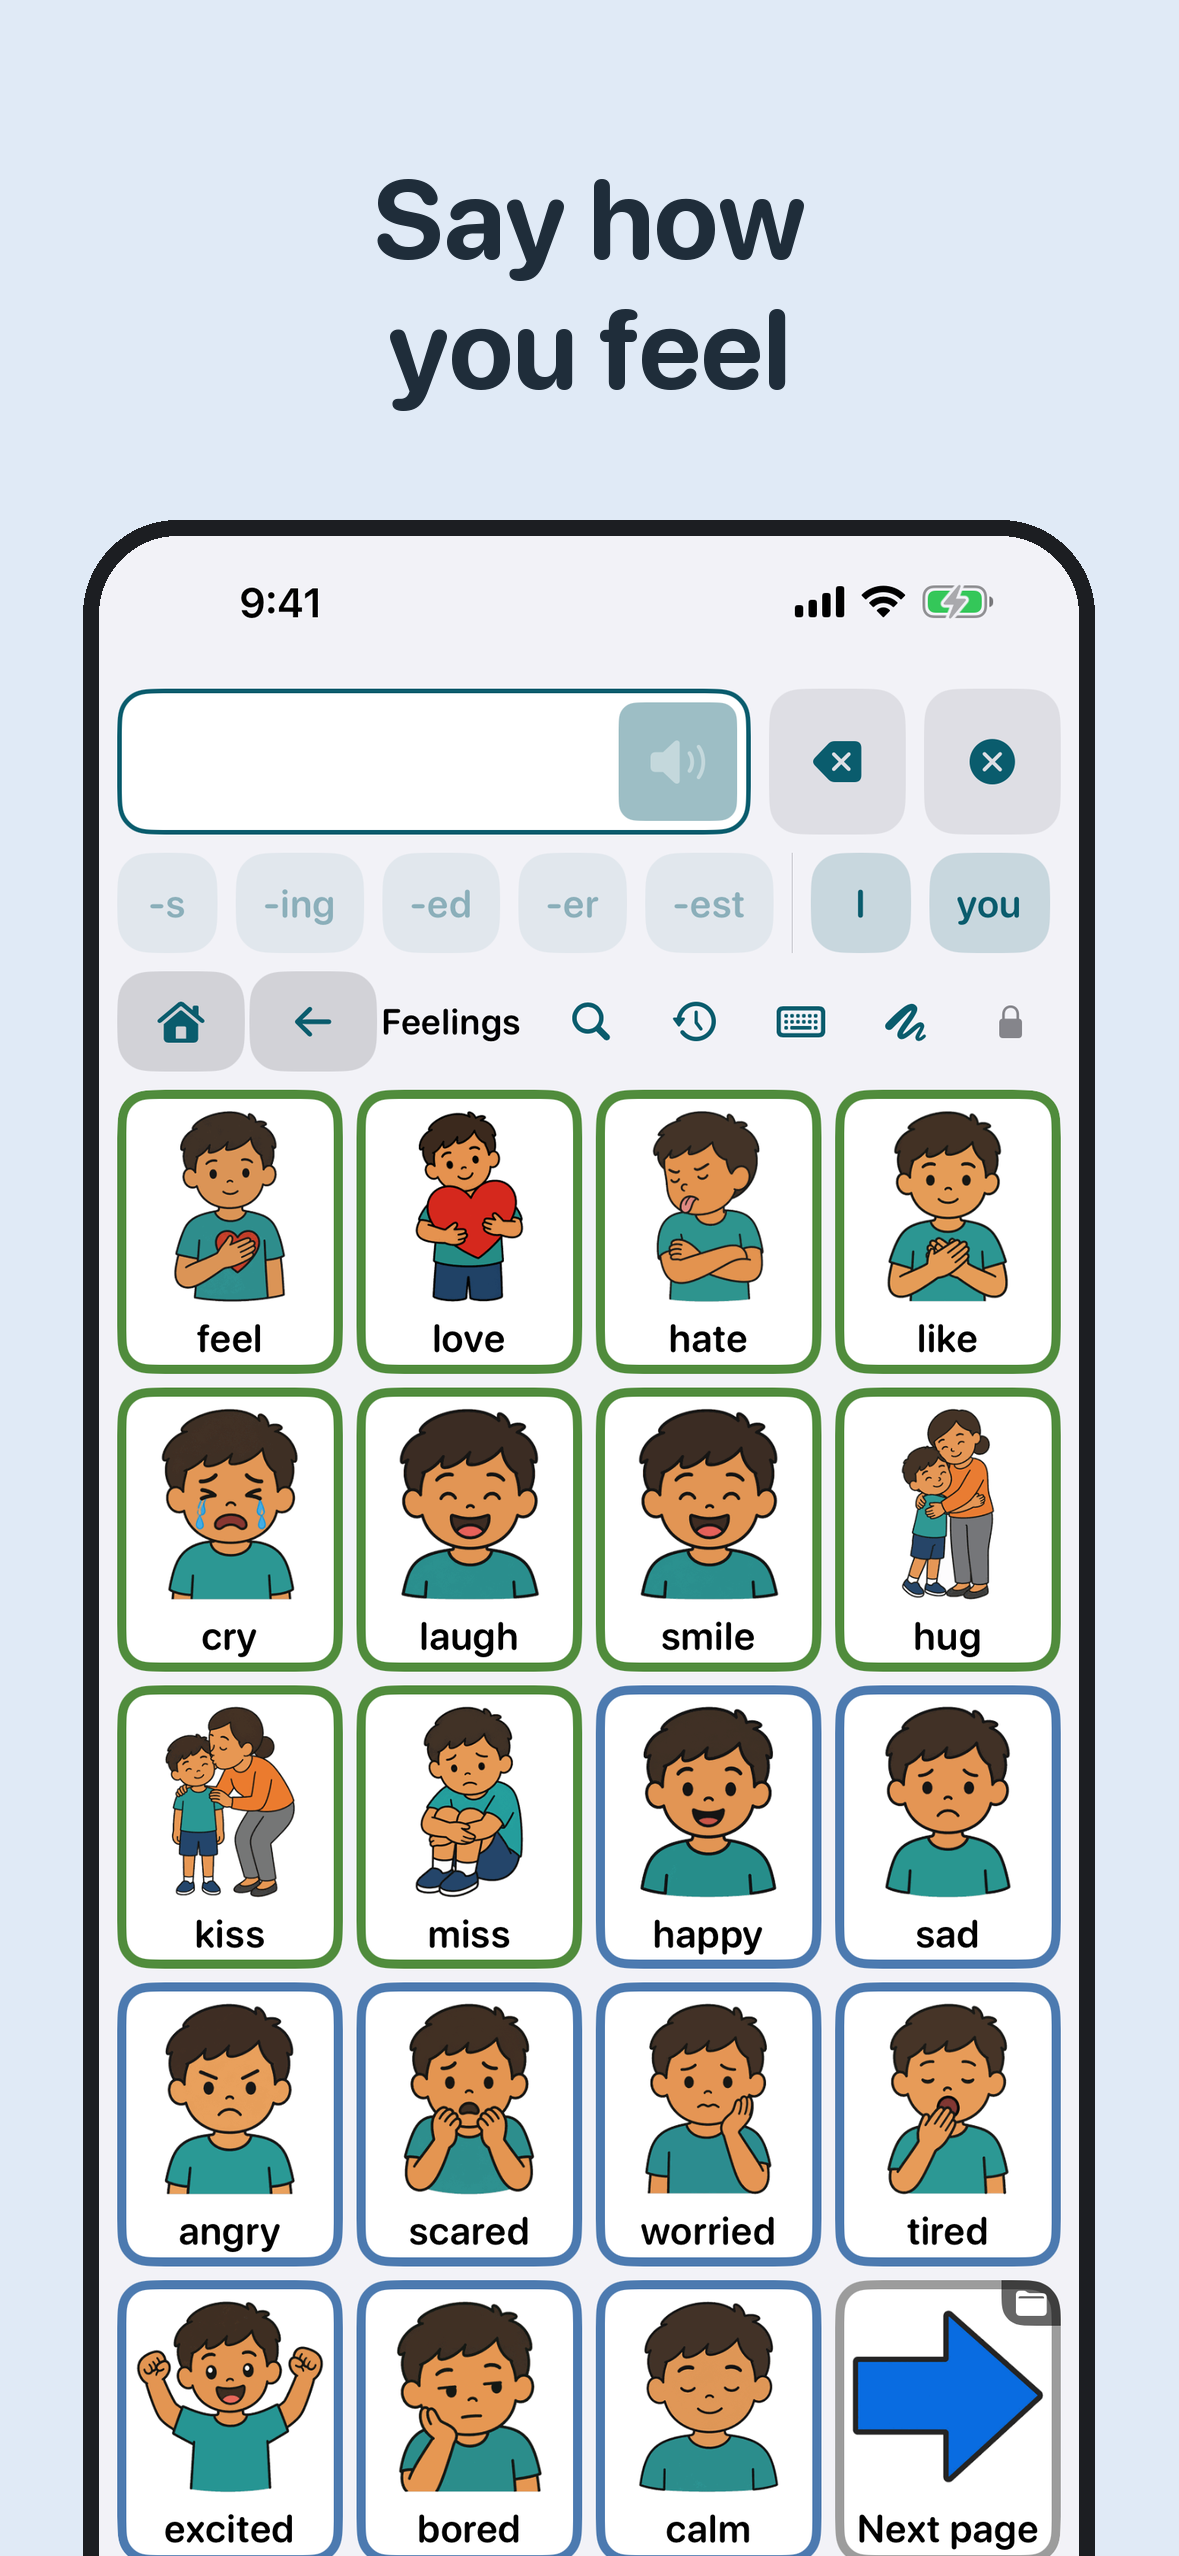 Say how
you feel
9:41
-s -ing -ed -er -est I you
Feelings
feel love hate like
cry laugh smile hug
kiss miss happy sad
angry scared worried tired
excited bored calm Next page